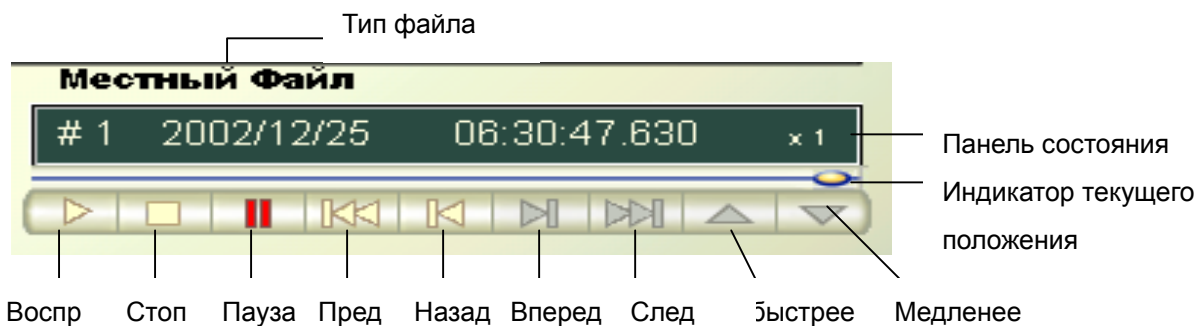 Тип файла
Местный Файл
# 1 2002/12/25 06:30:47.630 x 1
Панель состояния
Индикатор текущего
положения
Воспр Стоп Пауза Пред Назад Вперед След быстрее Медленее